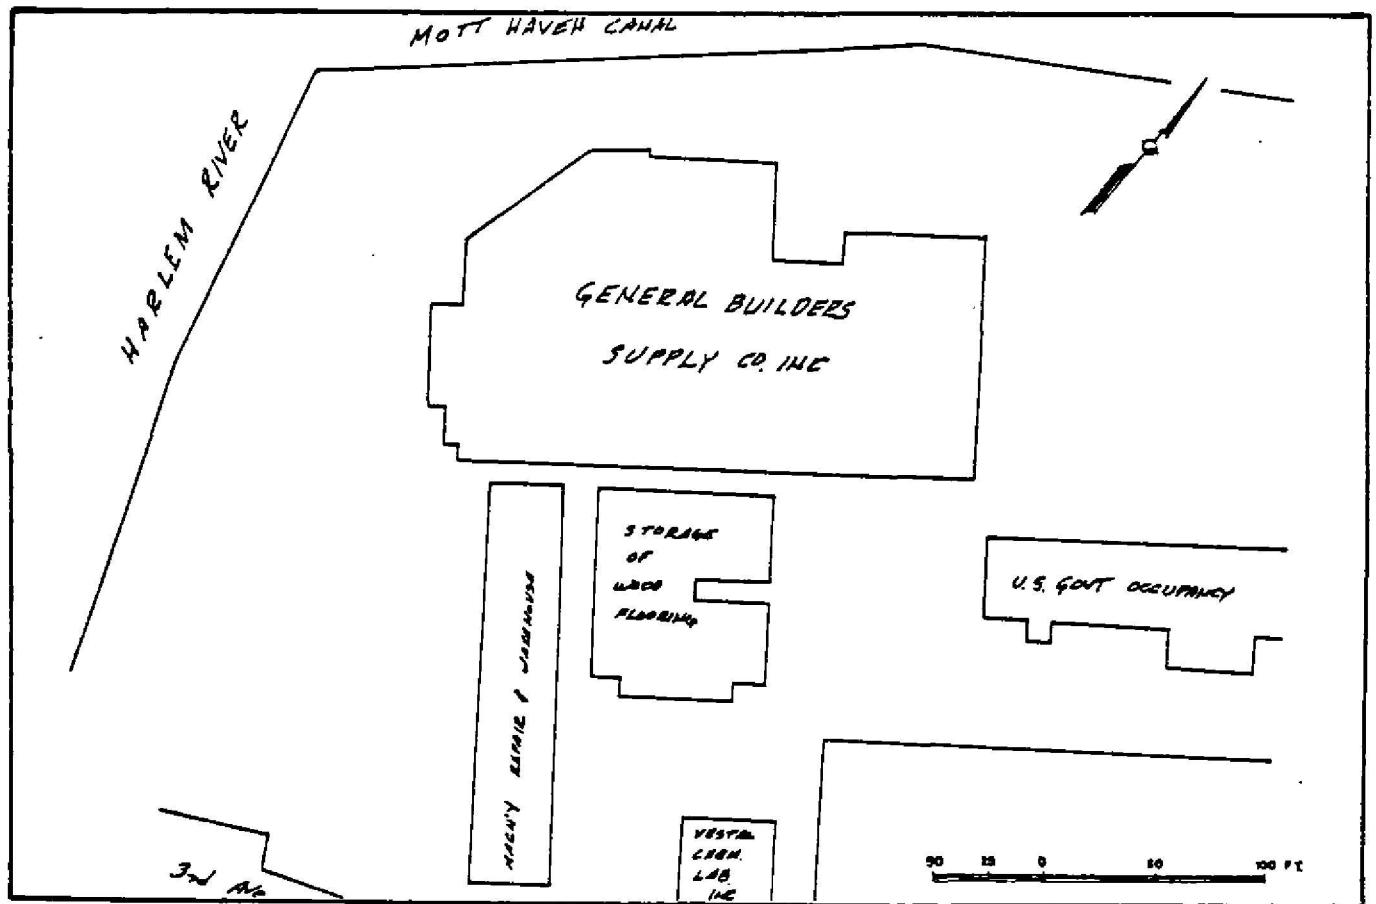 MOTT HAVEN CANAL
HARLEM RIVER
GENERAL BUILDERS
SUPPLY CO. INC
STORAGE
OF
WOOD
FLOORING
MACH'Y REPAIR & WAREHOUSE
U.S. GOVT OCCUPANCY
VESTAL
CHEM.
LAB
INC
3rd Ave
50 25 0 50 100 FT.